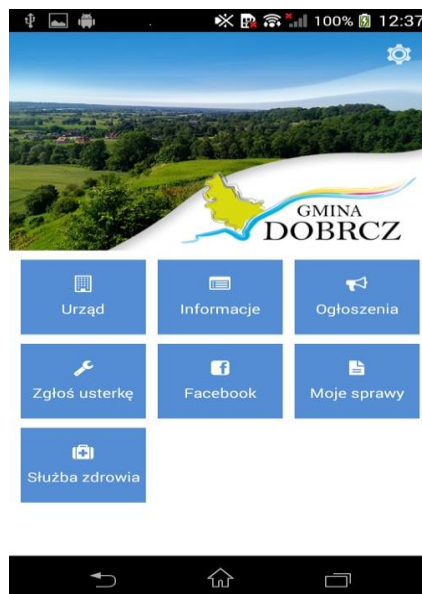 100% 12:37
GMINA
DOBRCZ
Urząd
Informacje
Ogłoszenia
Zgłoś usterkę
Facebook
Moje sprawy
Służba zdrowia